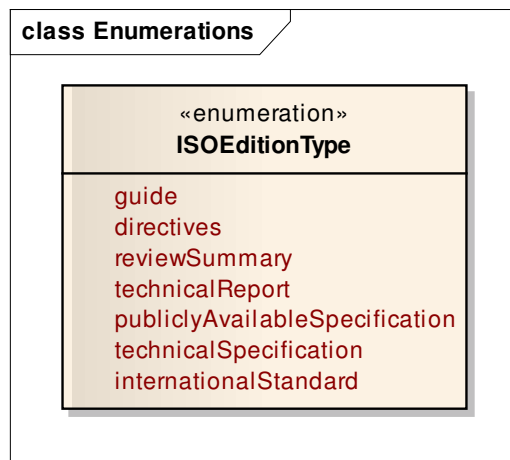 class Enumerations
«enumeration»
ISOEditionType
guide
directives
reviewSummary
technicalReport
publiclyAvailableSpecification
technicalSpecification
internationalStandard